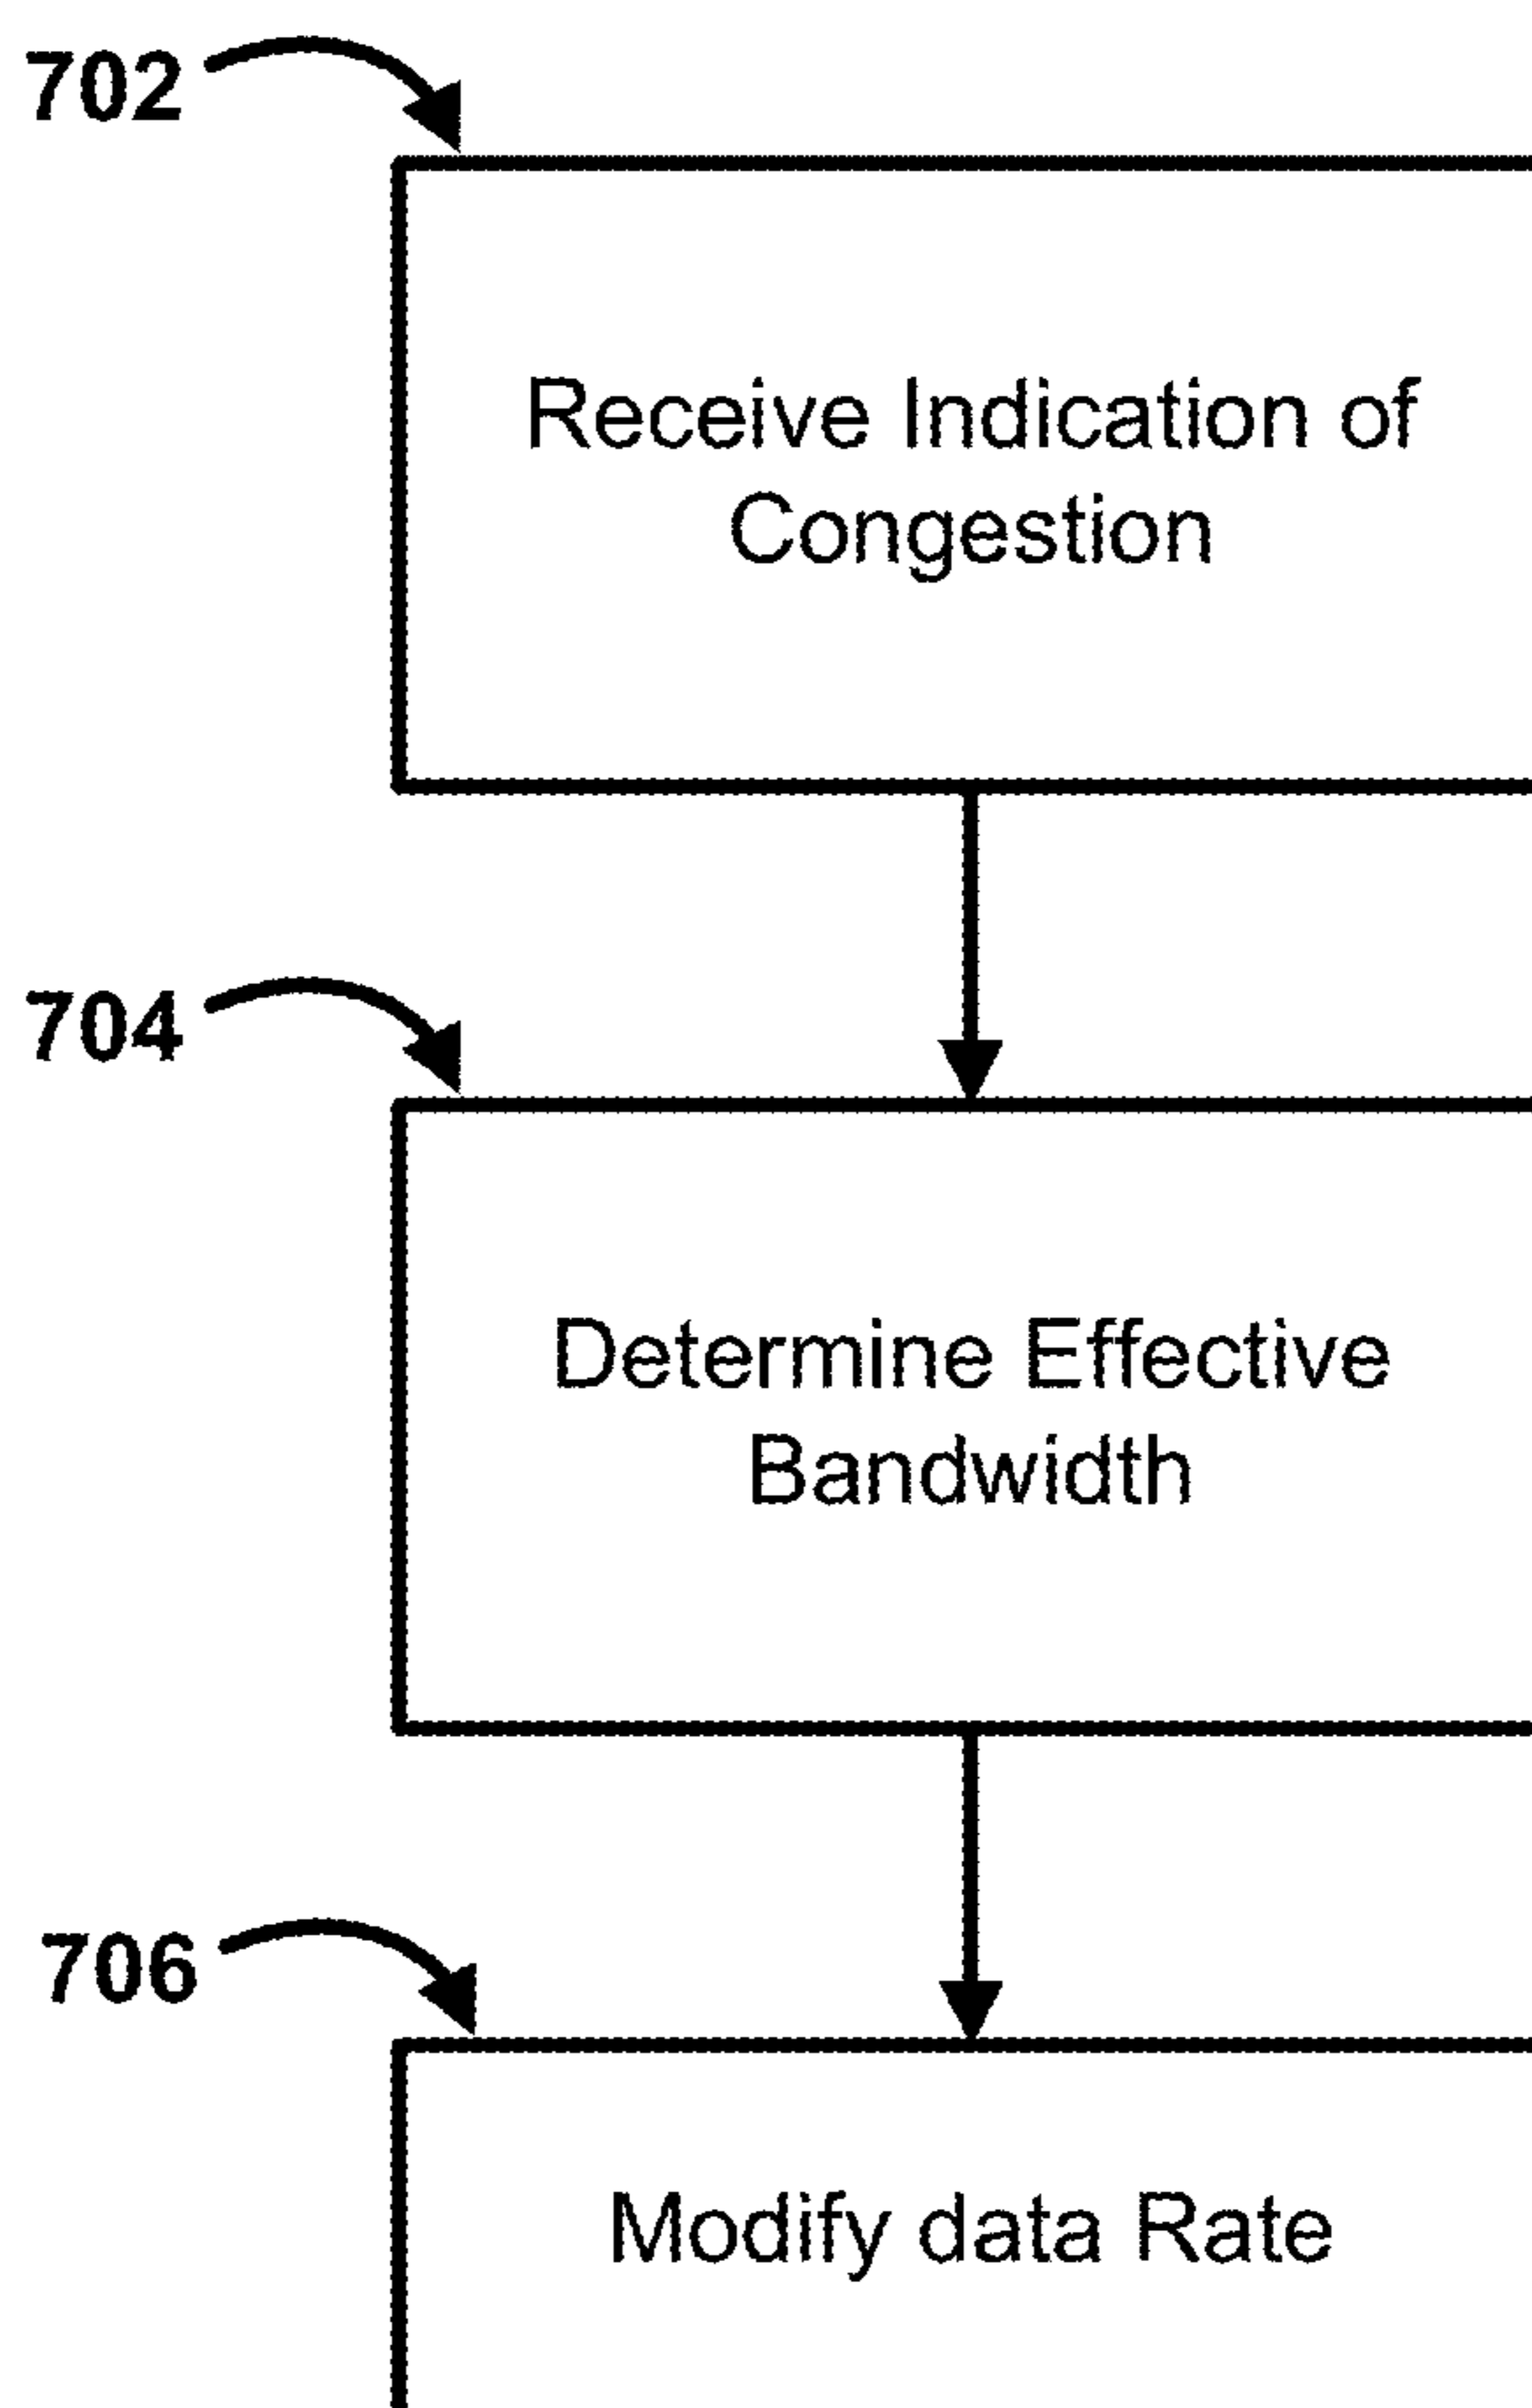 702
Receive Indication of
Congestion
704
Determine Effective
Bandwidth
706
Modify data Rate